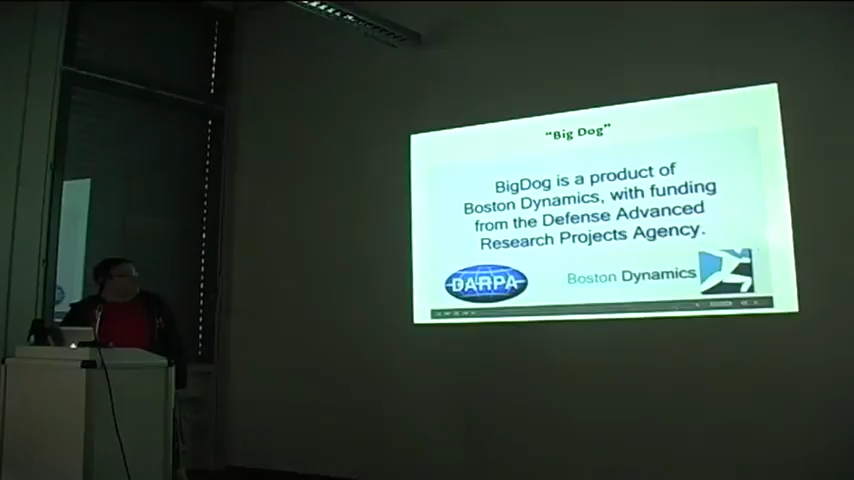 "Big Dog"
BigDog is a product of
Boston Dynamics, with funding
from the Defense Advanced
Research Projects Agency.
DARPA
Boston Dynamics